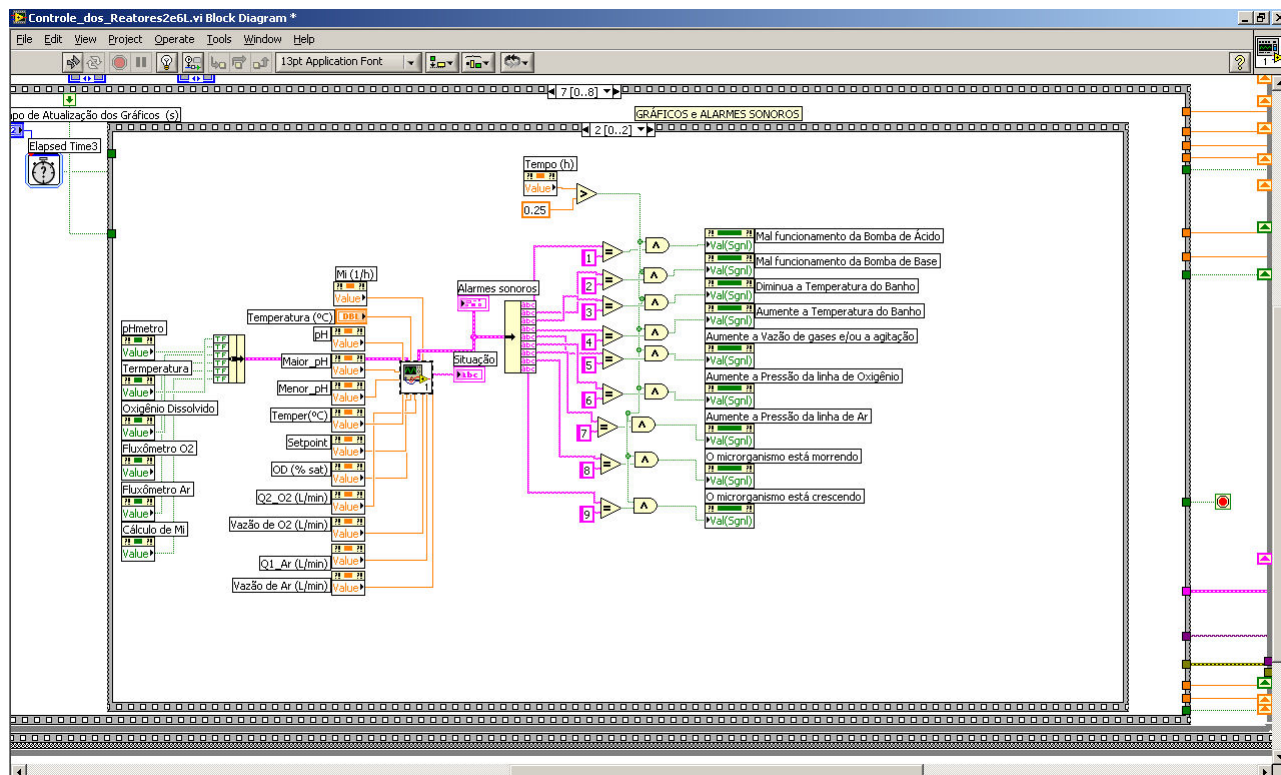 Controle_dos_Reatores2e6L.vi Block Diagram *
File Edit View Project Operate Tools Window Help
13pt Application Font
1
7 [0..8]
po de Atualização dos Gráficos (s)
GRÁFICOS e ALARMES SONOROS
2 [0..2]
Elapsed Time3
Tempo (h)
Value
0.25
>
Mal funcionamento da Bomba de Ácido
Val(Sgnl)
Mal funcionamento da Bomba de Base
Val(Sgnl)
Diminua a Temperatura do Banho
Val(Sgnl)
Aumente a Temperatura do Banho
Val(Sgnl)
Aumente a Vazão de gases e/ou a agitação
Val(Sgnl)
Aumente a Pressão da linha de Oxigênio
Val(Sgnl)
Aumente a Pressão da linha de Ar
Val(Sgnl)
O microrganismo está morrendo
Val(Sgnl)
O microrganismo está crescendo
Val(Sgnl)
1
2
3
4
5
6
7
8
9
Alarmes sonoros
Situação
abc
Mi (1/h)
Value
Temperatura (ºC)
DBL
pH
Value
Maior_pH
Value
Menor_pH
Value
Temper(ºC)
Value
Setpoint
Value
OD (% sat)
Value
Q2_O2 (L/min)
Value
Vazão de O2 (L/min)
Value
Q1_Ar (L/min)
Value
Vazão de Ar (L/min)
Value
pHmetro
Value
Temperatura
Value
Oxigênio Dissolvido
Value
Fluxômetro O2
Value
Fluxômetro Ar
Value
Cálculo de Mi
Value